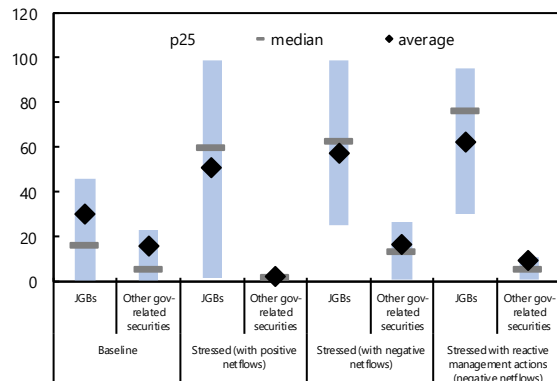 120
100
80
60
40
20
0
p25 median average
JGBs Other gov-related securities JGBs Other gov-related securities JGBs Other gov-related securities JGBs Other gov-related securities
Baseline Stressed (with positive netflows) Stressed (with negative netflows) Stressed with reactive management actions (negative netflows)